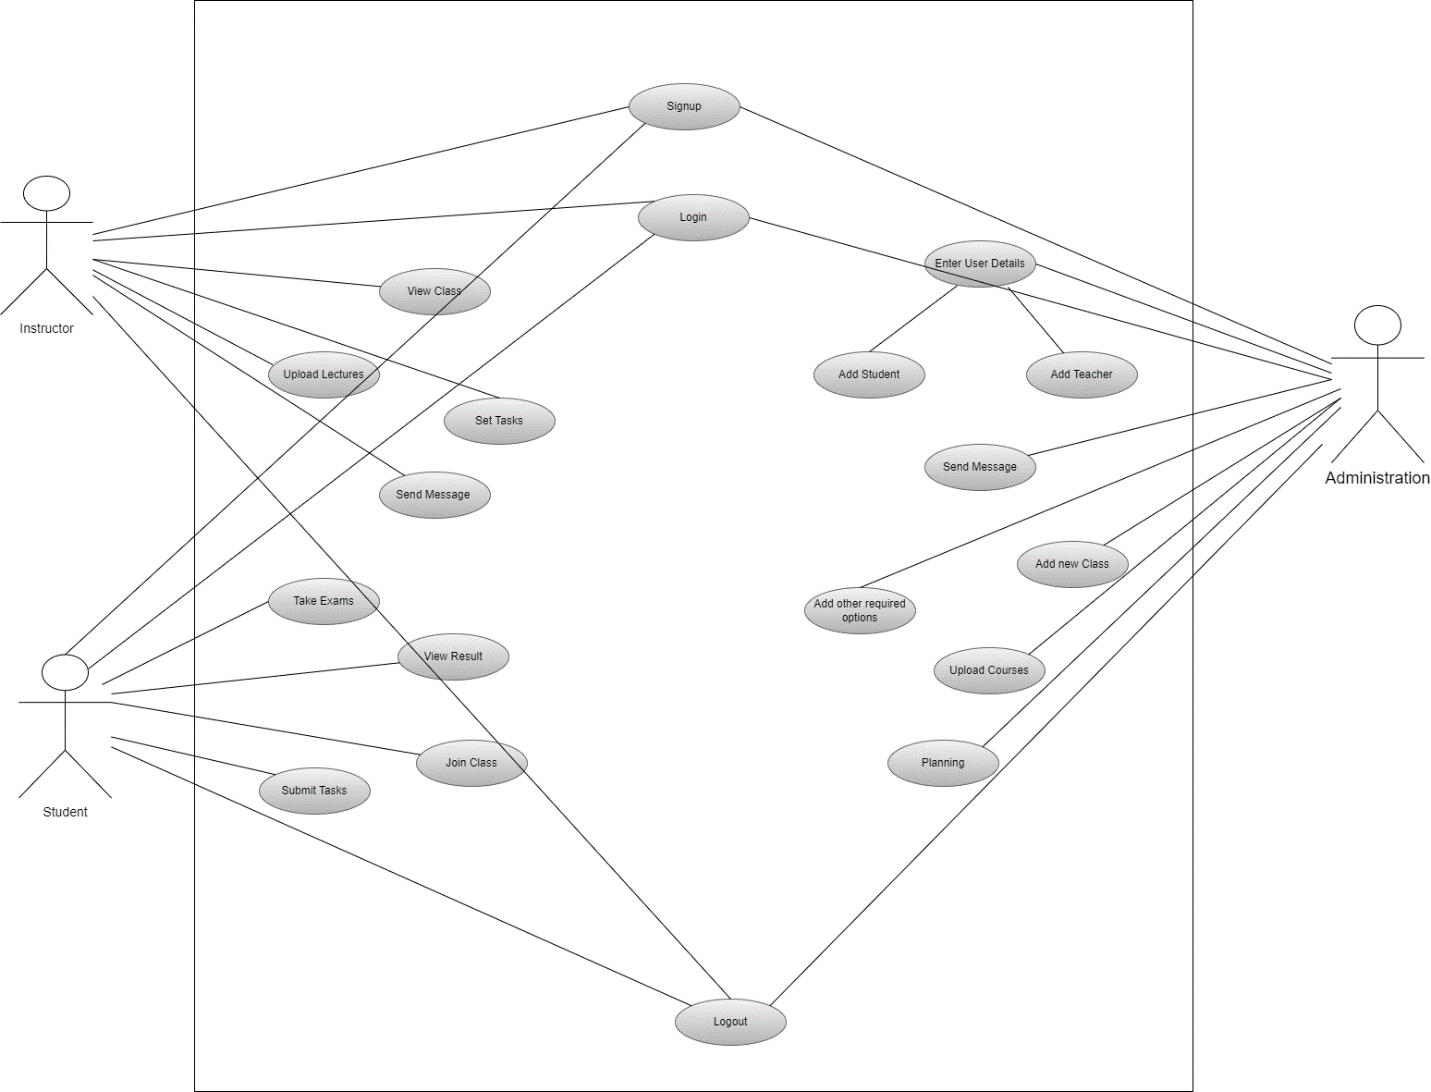 Signup
Login
Enter User Details
View Class
Instructor
Upload Lectures
Add Student
Add Teacher
Set Tasks
Send Message
Administration
Send Message
Add new Class
Take Exams
Add other required
options
View Result
Upload Courses
Join Class
Planning
Submit Tasks
Student
Logout